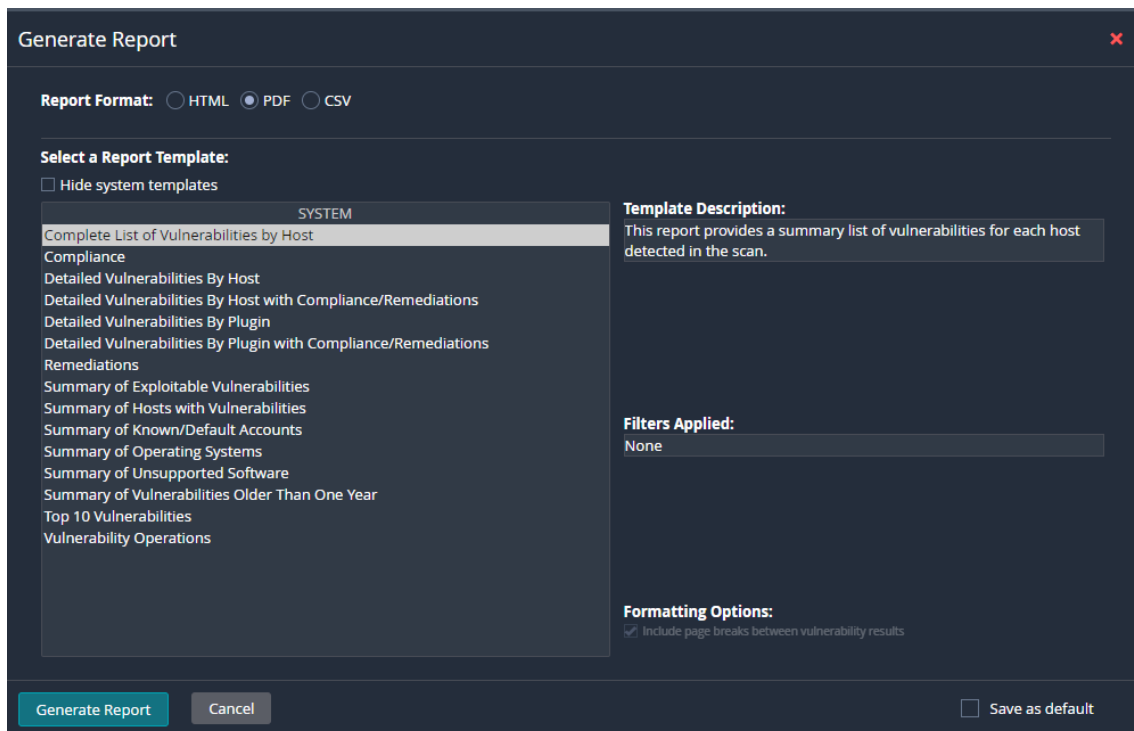 Generate Report
Report Format: HTML PDF CSV
Select a Report Template:
Hide system templates
SYSTEM
Complete List of Vulnerabilities by Host
Compliance
Detailed Vulnerabilities By Host
Detailed Vulnerabilities By Host with Compliance/Remediations
Detailed Vulnerabilities By Plugin
Detailed Vulnerabilities By Plugin with Compliance/Remediations
Remediations
Summary of Exploitable Vulnerabilities
Summary of Hosts with Vulnerabilities
Summary of Known/Default Accounts
Summary of Operating Systems
Summary of Unsupported Software
Summary of Vulnerabilities Older Than One Year
Top 10 Vulnerabilities
Vulnerability Operations
Template Description:
This report provides a summary list of vulnerabilities for each host
detected in the scan.
Filters Applied:
None
Formatting Options:
Include page breaks between vulnerability results
Generate Report
Cancel
Save as default